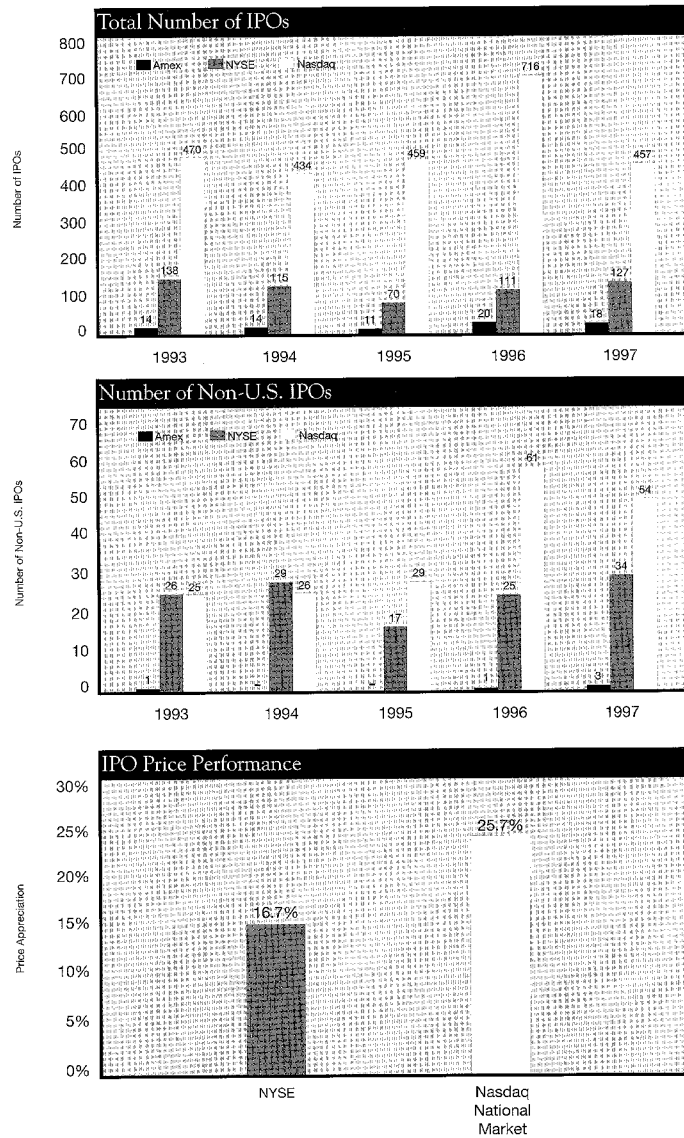 Total Number of IPOs
800
700
600
500
400
300
200
100
0
Number of IPOs
Amex NYSE Nasdaq
14 138 470
14 115 434
11 70 459
20 111 716
18 127 457
1993 1994 1995 1996 1997
Number of Non-U.S. IPOs
70
60
50
40
30
20
10
0
Number of Non-U.S. IPOs
Amex NYSE Nasdaq
1 26 25
– 29 26
– 17 29
1 25 61
3 34 54
1993 1994 1995 1996 1997
IPO Price Performance
30%
25%
20%
15%
10%
5%
0%
Price Appreciation
16.7%
25.7%
NYSE
Nasdaq
National
Market